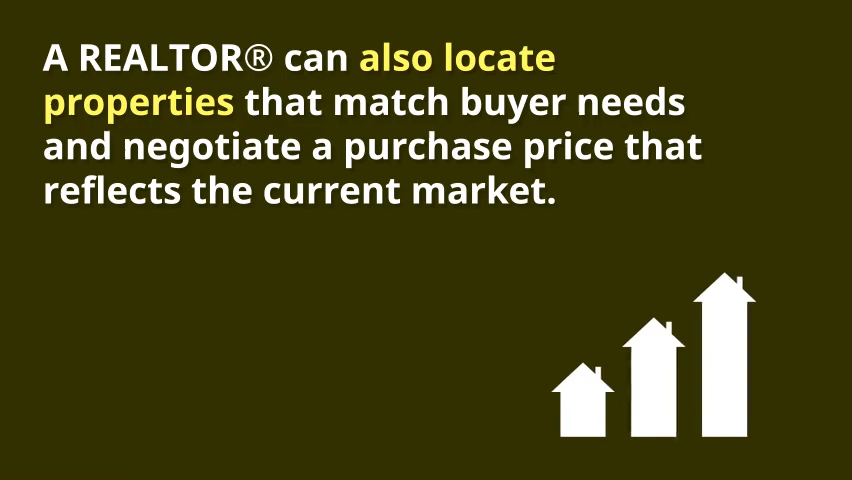 A REALTOR® can also locate
properties that match buyer needs
and negotiate a purchase price that
reflects the current market.